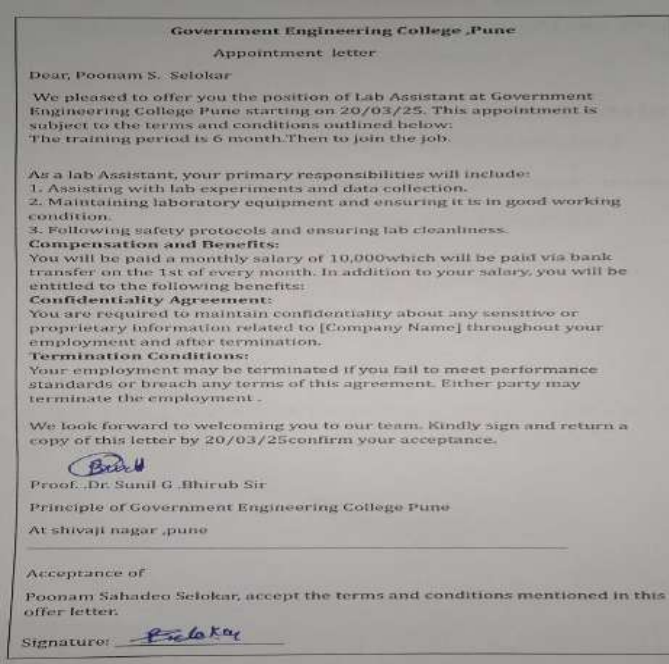 Government Engineering College ,Pune
Appointment letter
Dear, Poonam S. Selokar
We pleased to offer you the position of Lab Assistant at Government
Engineering College Pune starting on 20/03/25. This appointment is
subject to the terms and conditions outlined below:
The training period is 6 month.Then to join the job.
As a lab Assistant, your primary responsibilities will include:
1. Assisting with lab experiments and data collection.
2. Maintaining laboratory equipment and ensuring it is in good working
condition.
3. Following safety protocols and ensuring lab cleanliness.
Compensation and Benefits:
You will be paid a monthly salary of 10,000which will be paid via bank
transfer on the 1st of every month. In addition to your salary, you will be
entitled to the following benefits:
Confidentiality Agreement:
You are required to maintain confidentiality about any sensitive or
proprietary information related to [Company Name] throughout your
employment and after termination.
Termination Conditions:
Your employment may be terminated if you fail to meet performance
standards or breach any terms of this agreement. Either party may
terminate the employment .
We look forward to welcoming you to our team. Kindly sign and return a
copy of this letter by 20/03/25confirm your acceptance.
Proof. .Dr. Sunil G .Bhirub Sir
Principle of Government Engineering College Pune
At shivaji nagar ,pune
Acceptance of
Poonam Sahadeo Selokar, accept the terms and conditions mentioned in this
offer letter.
Signature: